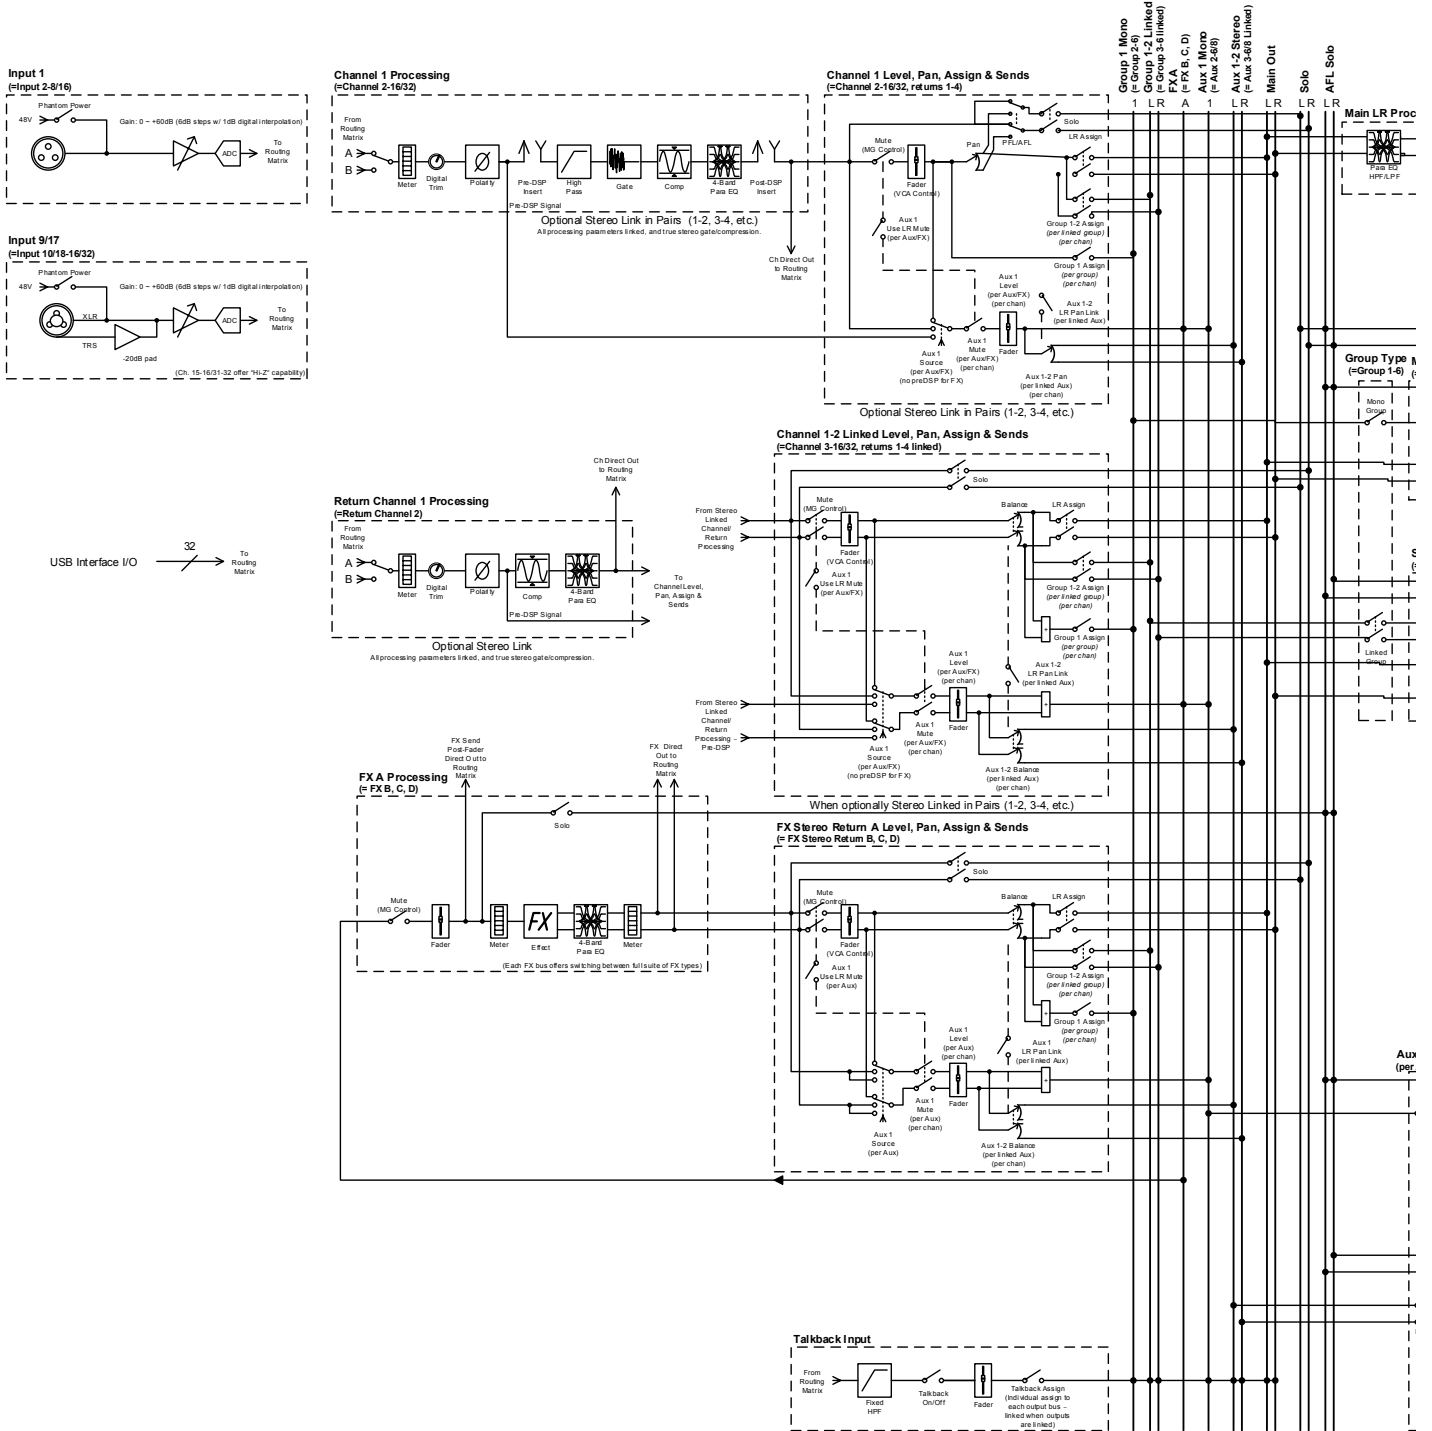 Group 1 Mono
(= Group 2-6)
Group 1-2 Linked
(= Group 3-6 linked)
FX A
(= FX B, C, D)
Aux 1 Mono
(= Aux 2-6/8)
Aux 1-2 Stereo
(= Aux 3-6/8 Linked)
Main Out
Solo
AFL Solo
1 L R A 1 L R L R L R L R
Input 1
(=Input 2-8/16)
Phantom Power
48V
Gain: 0 ~ +60dB (6dB steps w/ 1dB digital interpolation)
ADC
To
Routing
Matrix
Channel 1 Processing
(=Channel 2-16/32)
From
Routing
Matrix
A
B
Meter
Digital
Trim
Polarity
Pre-DSP
Insert
High
Pass
Gate
Comp
4-Band
Para EQ
Post-DSP
Insert
Pre-DSP Signal
Optional Stereo Link in Pairs (1-2, 3-4, etc.)
All processing parameters linked, and true stereo gate/compression.
Ch Direct Out
to Routing
Matrix
Channel 1 Level, Pan, Assign & Sends
(=Channel 2-16/32, returns 1-4)
Mute
(MG Control)
Fader
(VCA Control)
Pan
PFL/AFL
Solo
LR Assign
Aux 1
Use LR Mute
(per Aux/FX)
Group 1-2 Assign
(per linked group)
(per chan)
Group 1 Assign
(per group)
(per chan)
Aux 1
Level
(per Aux/FX)
(per chan)
Aux 1-2
LR Pan Link
(per linked Aux)
Aux 1
Source
(per Aux/FX)
(no preDSP for FX)
Aux 1
Mute
(per Aux/FX)
(per chan)
Fader
Aux 1-2 Pan
(per linked Aux)
(per chan)
Optional Stereo Link in Pairs (1-2, 3-4, etc.)
Main LR Proc
Para EQ
HPF/LPF
Input 9/17
(=Input 10/18-16/32)
Phantom Power
48V
Gain: 0 ~ +60dB (6dB steps w/ 1dB digital interpolation)
XLR
TRS
-20dB pad
ADC
To
Routing
Matrix
(Ch. 15-16/31-32 offer "Hi-Z" capability)
Group Type
(=Group 1-6)
Mono
Group
Linked
Group
Channel 1-2 Linked Level, Pan, Assign & Sends
(=Channel 3-16/32, returns 1-4 linked)
Solo
From Stereo
Linked
Channel/
Return
Processing
Mute
(MG Control)
Fader
(VCA Control)
Balance
LR Assign
Aux 1
Use LR Mute
(per Aux/FX)
Group 1-2 Assign
(per linked group)
(per chan)
+
Group 1 Assign
(per group)
(per chan)
Aux 1
Level
(per Aux/FX)
(per chan)
Aux 1-2
LR Pan Link
(per linked Aux)
From Stereo
Linked
Channel/
Return
Processing –
Pre-DSP
+
Aux 1
Source
(per Aux/FX)
(no preDSP for FX)
Aux 1
Mute
(per Aux/FX)
(per chan)
Fader
Aux 1-2 Balance
(per linked Aux)
(per chan)
When optionally Stereo Linked in Pairs (1-2, 3-4, etc.)
Return Channel 1 Processing
(=Return Channel 2)
Ch Direct Out
to Routing
Matrix
From
Routing
Matrix
A
B
Meter
Digital
Trim
Polarity
Comp
4-Band
Para EQ
Pre-DSP Signal
To
Channel Level,
Pan, Assign &
Sends
Optional Stereo Link
All processing parameters linked, and true stereo gate/compression.
USB Interface I/O
32
To
Routing
Matrix
FX A Processing
(= FX B, C, D)
FX Send
Post-Fader
Direct Out to
Routing
Matrix
FX Direct
Out to
Routing
Matrix
Solo
Mute
(MG Control)
Fader
Meter
FX
Effect
4-Band
Para EQ
Meter
(Each FX bus offers switching between full suite of FX types)
FX Stereo Return A Level, Pan, Assign & Sends
(= FX Stereo Return B, C, D)
Solo
Mute
(MG Control)
Fader
(VCA Control)
Balance
LR Assign
Aux 1
Use LR Mute
(per Aux)
Group 1-2 Assign
(per linked group)
(per chan)
+
Group 1 Assign
(per group)
(per chan)
Aux 1
Level
(per Aux)
(per chan)
Aux 1
LR Pan Link
(per linked Aux)
+
Aux 1
Source
(per Aux)
Aux 1
Mute
(per Aux)
(per chan)
Fader
Aux 1-2 Balance
(per linked Aux)
(per chan)
Aux
(per
Talkback Input
From
Routing
Matrix
Fixed
HPF
Talkback
On/Off
Fader
Talkback Assign
(Individual assign to
each output bus –
linked when outputs
are linked)